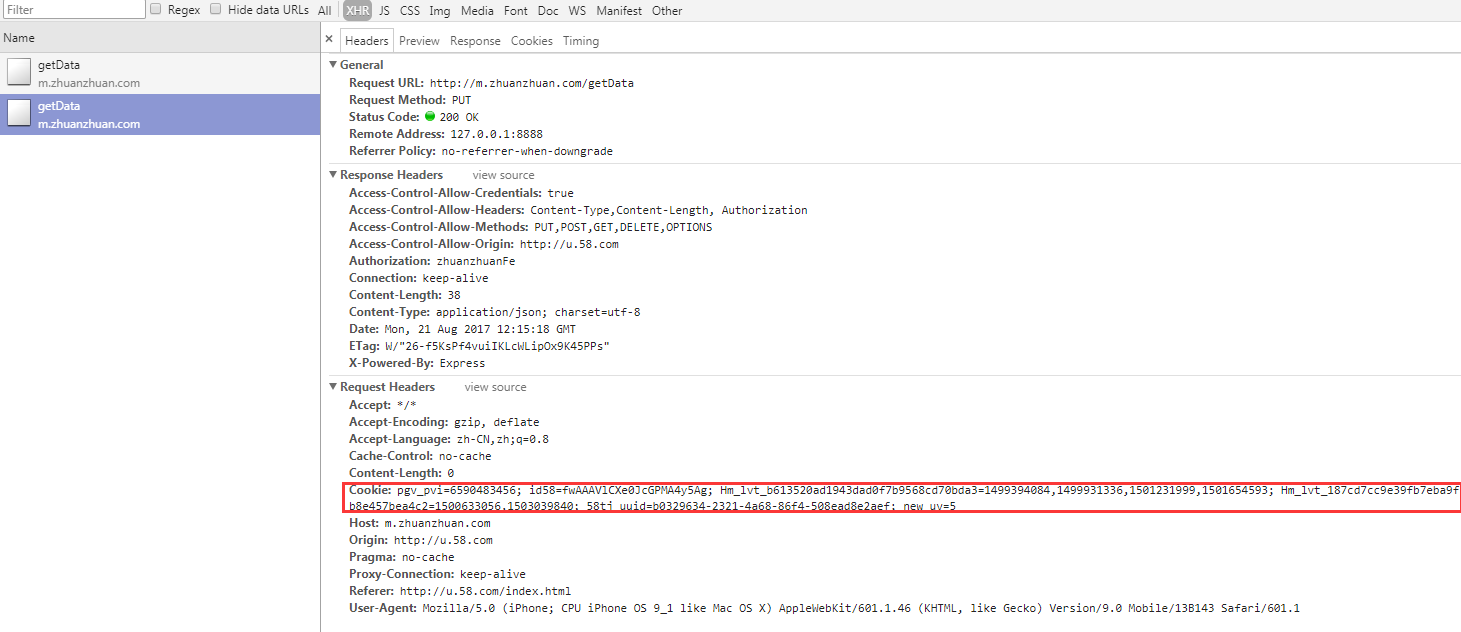 Filter Regex Hide data URLs All XHR JS CSS Img Media Font Doc WS Manifest Other
Name
× Headers Preview Response Cookies Timing
getData
m.zhuanzhuan.com
getData
m.zhuanzhuan.com
▼ General
Request URL: http://m.zhuanzhuan.com/getData
Request Method: PUT
Status Code: 200 OK
Remote Address: 127.0.0.1:8888
Referrer Policy: no-referrer-when-downgrade
▼ Response Headers view source
Access-Control-Allow-Credentials: true
Access-Control-Allow-Headers: Content-Type,Content-Length, Authorization
Access-Control-Allow-Methods: PUT,POST,GET,DELETE,OPTIONS
Access-Control-Allow-Origin: http://u.58.com
Authorization: zhuanzhuanFe
Connection: keep-alive
Content-Length: 38
Content-Type: application/json; charset=utf-8
Date: Mon, 21 Aug 2017 12:15:18 GMT
ETag: W/"26-f5KsPf4vuiIKLcWLipOx9K45PPs"
X-Powered-By: Express
▼ Request Headers view source
Accept: */*
Accept-Encoding: gzip, deflate
Accept-Language: zh-CN,zh;q=0.8
Cache-Control: no-cache
Content-Length: 0
Cookie: pgv_pvi=6590483456; id58=fwAAAVlCXe0JcGPMA4y5Ag; Hm_lvt_b613520ad1943dad0f7b9568cd70bda3=1499394084,1499931336,1501231999,1501654593; Hm_lvt_187cd7cc9e39fb7eba9f
b8e457bea4c2=1500633056,1503039840; 58tj_uuid=b0329634-2321-4a68-86f4-508ead8e2aef; new_uv=5
Host: m.zhuanzhuan.com
Origin: http://u.58.com
Pragma: no-cache
Proxy-Connection: keep-alive
Referer: http://u.58.com/index.html
User-Agent: Mozilla/5.0 (iPhone; CPU iPhone OS 9_1 like Mac OS X) AppleWebKit/601.1.46 (KHTML, like Gecko) Version/9.0 Mobile/13B143 Safari/601.1